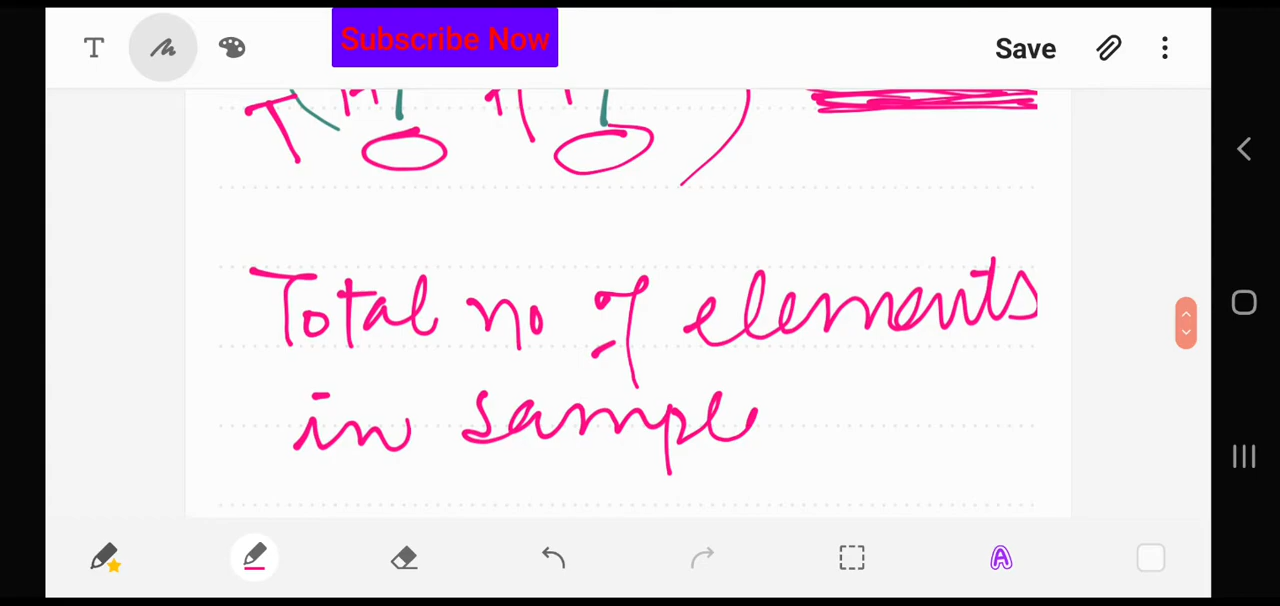 T
Subscribe Now
Save
Total no of elements
in sample
A